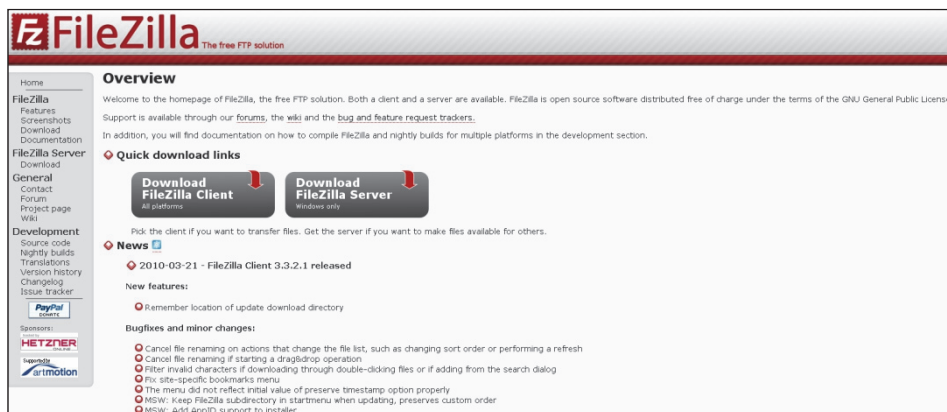 FileZilla The free FTP solution
Home
FileZilla
Features
Screenshots
Download
Documentation
FileZilla Server
Download
General
Contact
Forum
Project page
Wiki
Development
Source code
Nightly builds
Translations
Version history
Changelog
Issue tracker
PayPal
DONATE
Sponsors:
HETZNER
ONLINE
Supported by
artmotion
Overview
Welcome to the homepage of FileZilla, the free FTP solution. Both a client and a server are available. FileZilla is open source software distributed free of charge under the terms of the GNU General Public License
Support is available through our forums, the wiki and the bug and feature request trackers.
In addition, you will find documentation on how to compile FileZilla and nightly builds for multiple platforms in the development section.
Quick download links
Download
FileZilla Client
All platforms
Download
FileZilla Server
Windows only
Pick the client if you want to transfer files. Get the server if you want to make files available for others.
News
2010-03-21 - FileZilla Client 3.3.2.1 released
New features:
Remember location of update download directory
Bugfixes and minor changes:
Cancel file renaming on actions that change the file list, such as changing sort order or performing a refresh
Cancel file renaming if starting a drag&drop operation
Filter invalid characters if downloading through double-clicking files or if adding from the search dialog
Fix site-specific bookmarks menu
The menu did not reflect initial value of preserve timestamp option properly
MSW: Keep FileZilla subdirectory in startmenu when updating, preserves custom order
MSW: Add AppID support to installer